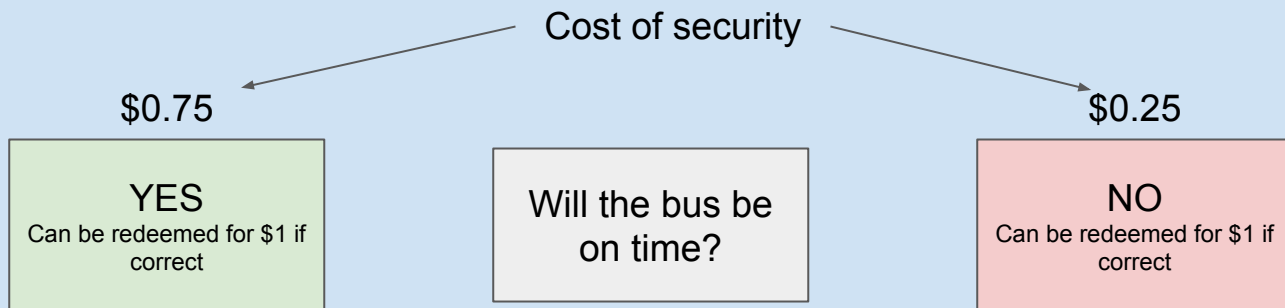 Cost of security
$0.75
$0.25
YES
Can be redeemed for $1 if
correct
Will the bus be
on time?
NO
Can be redeemed for $1 if
correct